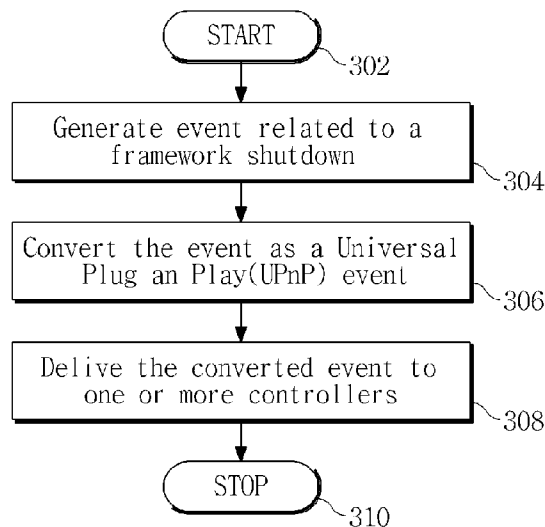 START
302
Generate event related to a
framework shutdown
304
Convert the event as a Universal
Plug an Play(UPnP) event
306
Delive the converted event to
one or more controllers
308
STOP
310